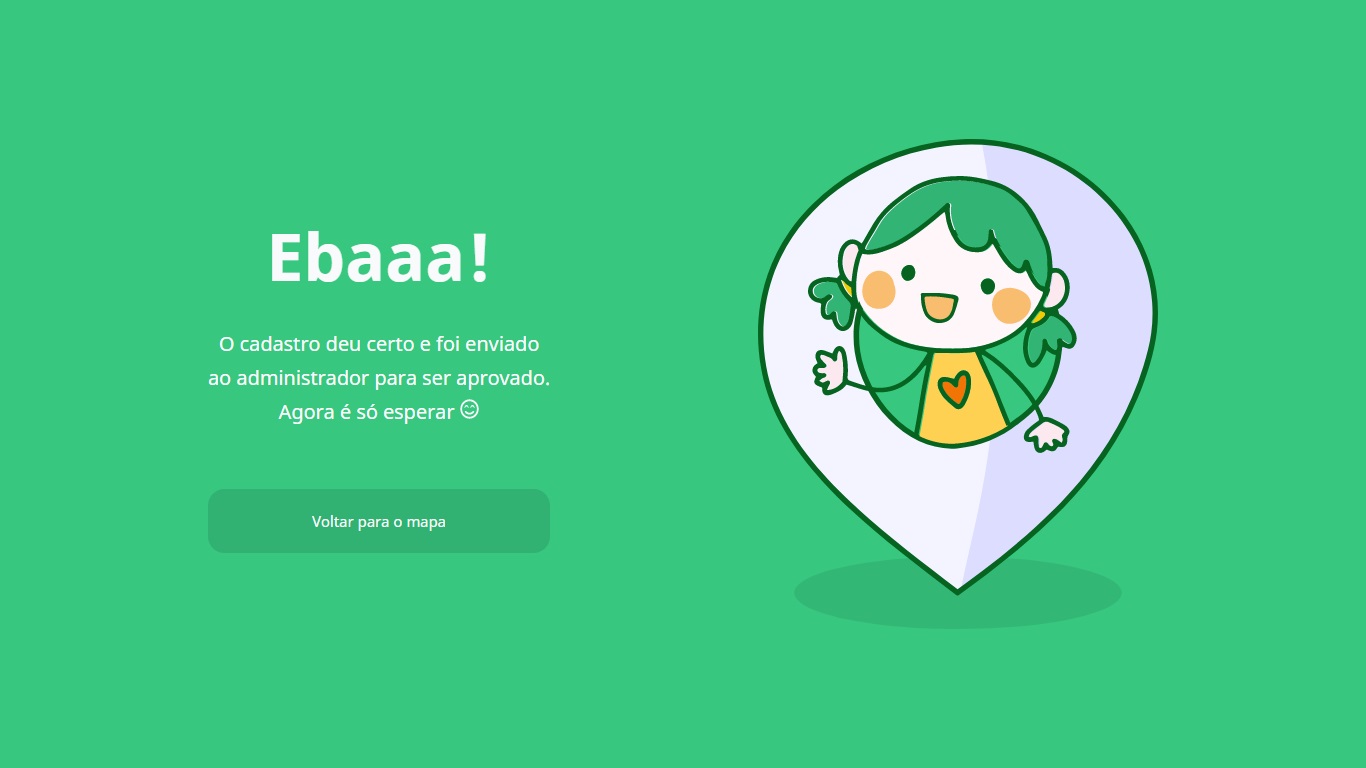 Ebaaa!
O cadastro deu certo e foi enviado
ao administrador para ser aprovado.
Agora é só esperar 😊
Voltar para o mapa